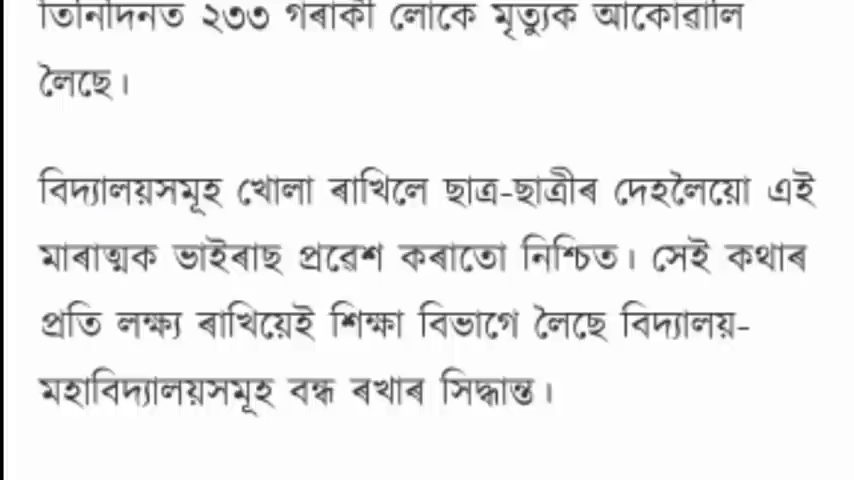 তিনিদিনত ২৩৩ গৰাকী লোকে মৃত্যুক আকোৱালি
লৈছে।
বিদ্যালয়সমূহ খোলা ৰাখিলে ছাত্ৰ-ছাত্ৰীৰ দেহলৈয়ো এই
মাৰাত্মক ভাইৰাছ প্ৰৱেশ কৰাতো নিশ্চিত। সেই কথাৰ
প্ৰতি লক্ষ্য ৰাখিয়েই শিক্ষা বিভাগে লৈছে বিদ্যালয়-
মহাবিদ্যালয়সমূহ বন্ধ ৰখাৰ সিদ্ধান্ত।